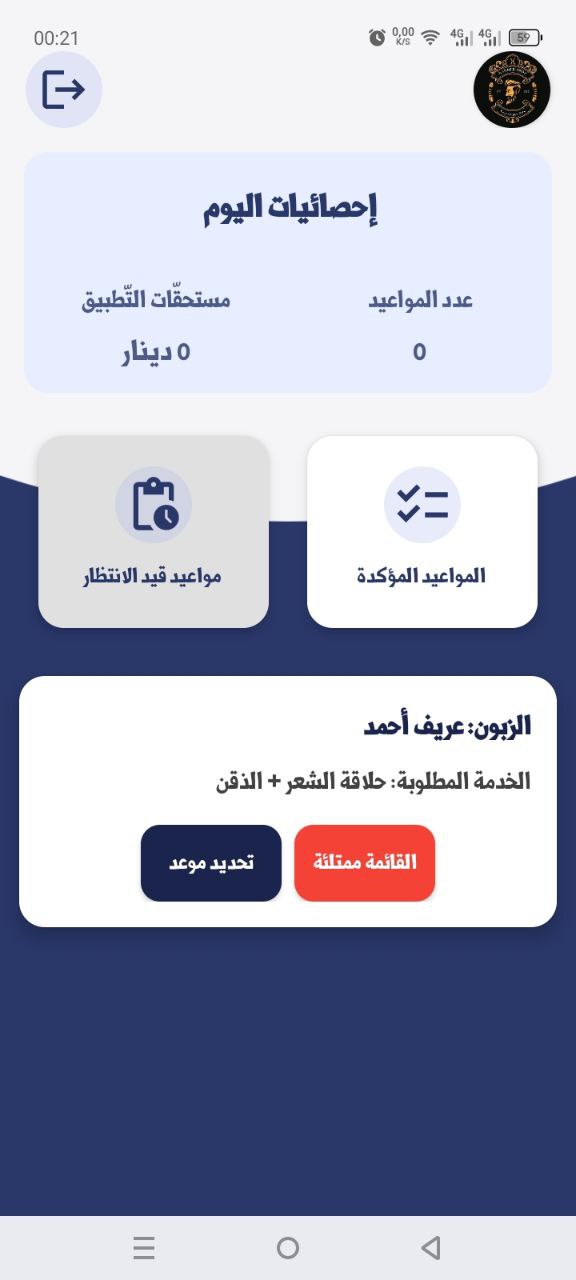 00:21
0,00
K/S
4G
4G
59
إحصائيات اليوم
عدد المواعيد
مستحقّات التّطبيق
0
0 دينار
المواعيد المؤكدة
مواعيد قيد الانتظار
الزبون: عريف أحمد
الخدمة المطلوبة: حلاقة الشعر + الذقن
القائمة ممتلئة
تحديد موعد